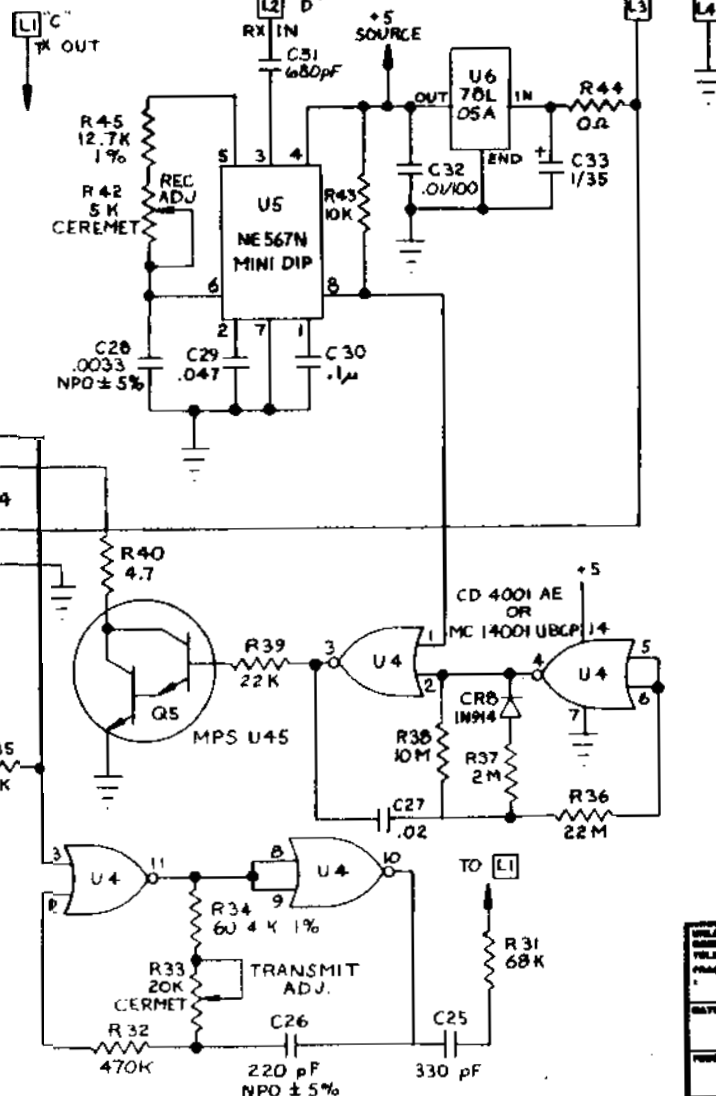 L1 "C"
TX OUT
L2 D
RX IN
C31
680pF
+5
SOURCE
L3
L4
R45
12.7K
1%
R42
5K
CEREMET
REC
ADJ
5
3
4
U5
NE567N
MINI DIP
6
8
2
7
1
R43
10K
OUT
U6
78L
05A
IN
END
R44
0Ω
C32
.01/100
+
C33
1/35
C28
.0033
NPO ± 5%
C29
.047
C30
.1µ
4
R40
4.7
Q5
MPS U45
R39
22K
3
U4
1
2
CD 4001 AE
OR
MC 14001 UBCP
+5
14
4
U4
5
6
7
CR8
1N914
R38
10M
R37
2M
R36
22M
C27
.02
K
U4
11
8
9
U4
10
R34
1%
R33
20K
CERMET
TRANSMIT
ADJ.
TO L1
R31
68K
R32
470K
C26
220 pF
NPO ± 5%
C25
330 pF